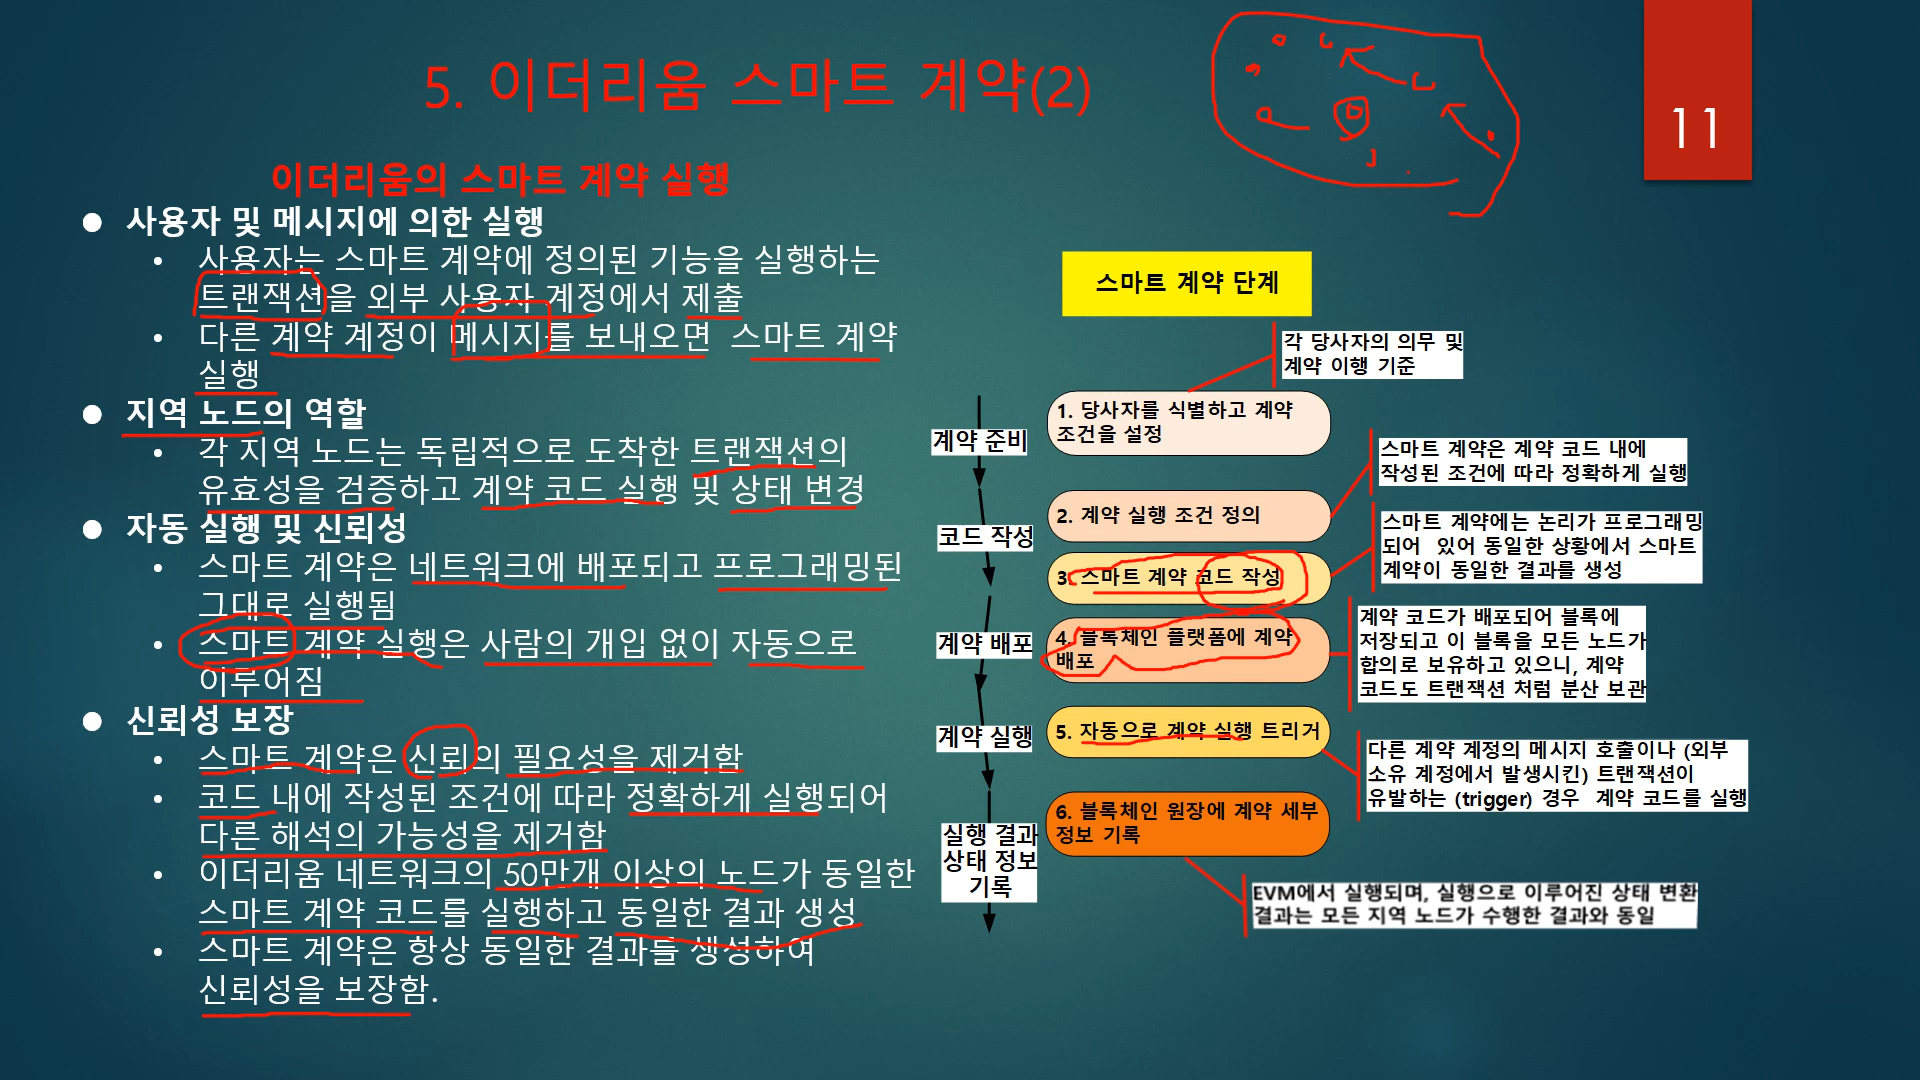 5. 이더리움 스마트 계약(2)
11
이더리움의 스마트 계약 실행
● 사용자 및 메시지에 의한 실행
• 사용자는 스마트 계약에 정의된 기능을 실행하는
트랜잭션을 외부 사용자 계정에서 제출
• 다른 계약 계정이 메시지를 보내오면 스마트 계약
실행
● 지역 노드의 역할
• 각 지역 노드는 독립적으로 도착한 트랜잭션의
유효성을 검증하고 계약 코드 실행 및 상태 변경
● 자동 실행 및 신뢰성
• 스마트 계약은 네트워크에 배포되고 프로그래밍된
그대로 실행됨
• 스마트 계약 실행은 사람의 개입 없이 자동으로
이루어짐
● 신뢰성 보장
• 스마트 계약은 신뢰의 필요성을 제거함
• 코드 내에 작성된 조건에 따라 정확하게 실행되어
다른 해석의 가능성을 제거함
• 이더리움 네트워크의 50만개 이상의 노드가 동일한
스마트 계약 코드를 실행하고 동일한 결과 생성
• 스마트 계약은 항상 동일한 결과를 생성하여
신뢰성을 보장함.
스마트 계약 단계
각 당사자의 의무 및
계약 이행 기준
계약 준비
1. 당사자를 식별하고 계약
조건을 설정
스마트 계약은 계약 코드 내에
작성된 조건에 따라 정확하게 실행
2. 계약 실행 조건 정의
코드 작성
스마트 계약에는 논리가 프로그래밍
되어 있어 동일한 상황에서 스마트
계약이 동일한 결과를 생성
3. 스마트 계약 코드 작성
계약 배포
4. 블록체인 플랫폼에 계약
배포
계약 코드가 배포되어 블록에
저장되고 이 블록을 모든 노드가
합의로 보유하고 있으니, 계약
코드도 트랜잭션 처럼 분산 보관
계약 실행
5. 자동으로 계약 실행 트리거
다른 계약 계정의 메시지 호출이나 (외부
소유 계정에서 발생시킨) 트랜잭션이
유발하는 (trigger) 경우 계약 코드를 실행
6. 블록체인 원장에 계약 세부
정보 기록
실행 결과
상태 정보
기록
EVM에서 실행되며, 실행으로 이루어진 상태 변환
결과는 모든 지역 노드가 수행한 결과와 동일